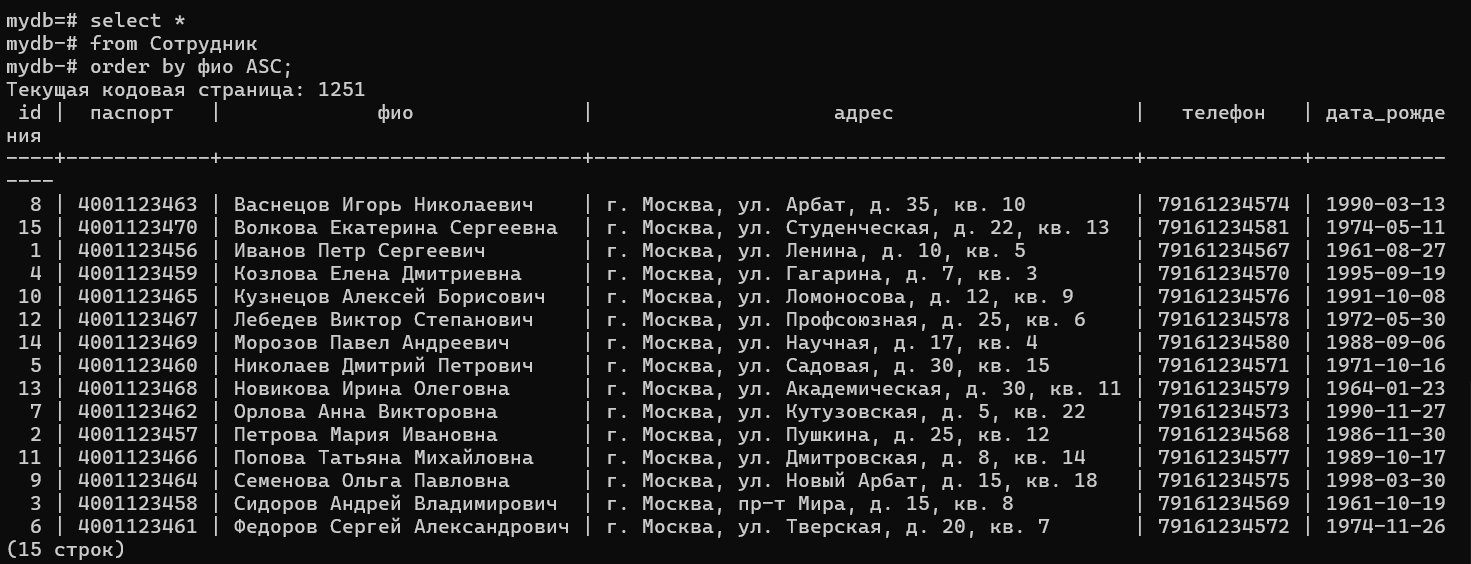 mydb=# select *
mydb-# from Сотрудник
mydb-# order by фио ASC;
Текущая кодовая страница: 1251
 id |  паспорт   |             фио              |                    адрес                    |   телефон   | дата_рожде
ния
----+------------+------------------------------+---------------------------------------------+-------------+-----------
----
  8 | 4001123463 | Васнецов Игорь Николаевич    | г. Москва, ул. Арбат, д. 35, кв. 10         | 79161234574 | 1990-03-13
 15 | 4001123470 | Волкова Екатерина Сергеевна  | г. Москва, ул. Студенческая, д. 22, кв. 13  | 79161234581 | 1974-05-11
  1 | 4001123456 | Иванов Петр Сергеевич        | г. Москва, ул. Ленина, д. 10, кв. 5         | 79161234567 | 1961-08-27
  4 | 4001123459 | Козлова Елена Дмитриевна     | г. Москва, ул. Гагарина, д. 7, кв. 3        | 79161234570 | 1995-09-19
 10 | 4001123465 | Кузнецов Алексей Борисович   | г. Москва, ул. Ломоносова, д. 12, кв. 9     | 79161234576 | 1991-10-08
 12 | 4001123467 | Лебедев Виктор Степанович    | г. Москва, ул. Профсоюзная, д. 25, кв. 6    | 79161234578 | 1972-05-30
 14 | 4001123469 | Морозов Павел Андреевич      | г. Москва, ул. Научная, д. 17, кв. 4        | 79161234580 | 1988-09-06
  5 | 4001123460 | Николаев Дмитрий Петрович    | г. Москва, ул. Садовая, д. 30, кв. 15       | 79161234571 | 1971-10-16
 13 | 4001123468 | Новикова Ирина Олеговна      | г. Москва, ул. Академическая, д. 30, кв. 11 | 79161234579 | 1964-01-23
  7 | 4001123462 | Орлова Анна Викторовна       | г. Москва, ул. Кутузовская, д. 5, кв. 22    | 79161234573 | 1990-11-27
  2 | 4001123457 | Петрова Мария Ивановна       | г. Москва, ул. Пушкина, д. 25, кв. 12       | 79161234568 | 1986-11-30
 11 | 4001123466 | Попова Татьяна Михайловна    | г. Москва, ул. Дмитровская, д. 8, кв. 14    | 79161234577 | 1989-10-17
  9 | 4001123464 | Семенова Ольга Павловна      | г. Москва, ул. Новый Арбат, д. 15, кв. 18   | 79161234575 | 1998-03-30
  3 | 4001123458 | Сидоров Андрей Владимирович  | г. Москва, пр-т Мира, д. 15, кв. 8          | 79161234569 | 1961-10-19
  6 | 4001123461 | Федоров Сергей Александрович | г. Москва, ул. Тверская, д. 20, кв. 7       | 79161234572 | 1974-11-26
(15 строк)